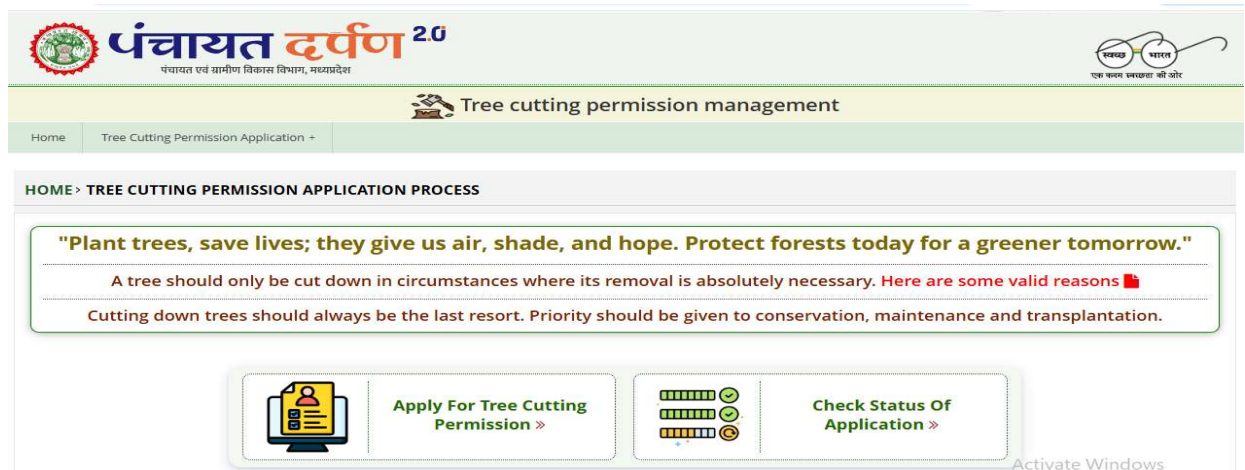 पंचायत दर्पण 2.0
पंचायत एवं ग्रामीण विकास विभाग, मध्यप्रदेश
स्वच्छ भारत
एक कदम स्वच्छता की ओर
Tree cutting permission management
Home Tree Cutting Permission Application +
HOME › TREE CUTTING PERMISSION APPLICATION PROCESS
"Plant trees, save lives; they give us air, shade, and hope. Protect forests today for a greener tomorrow."
A tree should only be cut down in circumstances where its removal is absolutely necessary. Here are some valid reasons
Cutting down trees should always be the last resort. Priority should be given to conservation, maintenance and transplantation.
Apply For Tree Cutting
Permission »
Check Status Of
Application »
Activate Windows